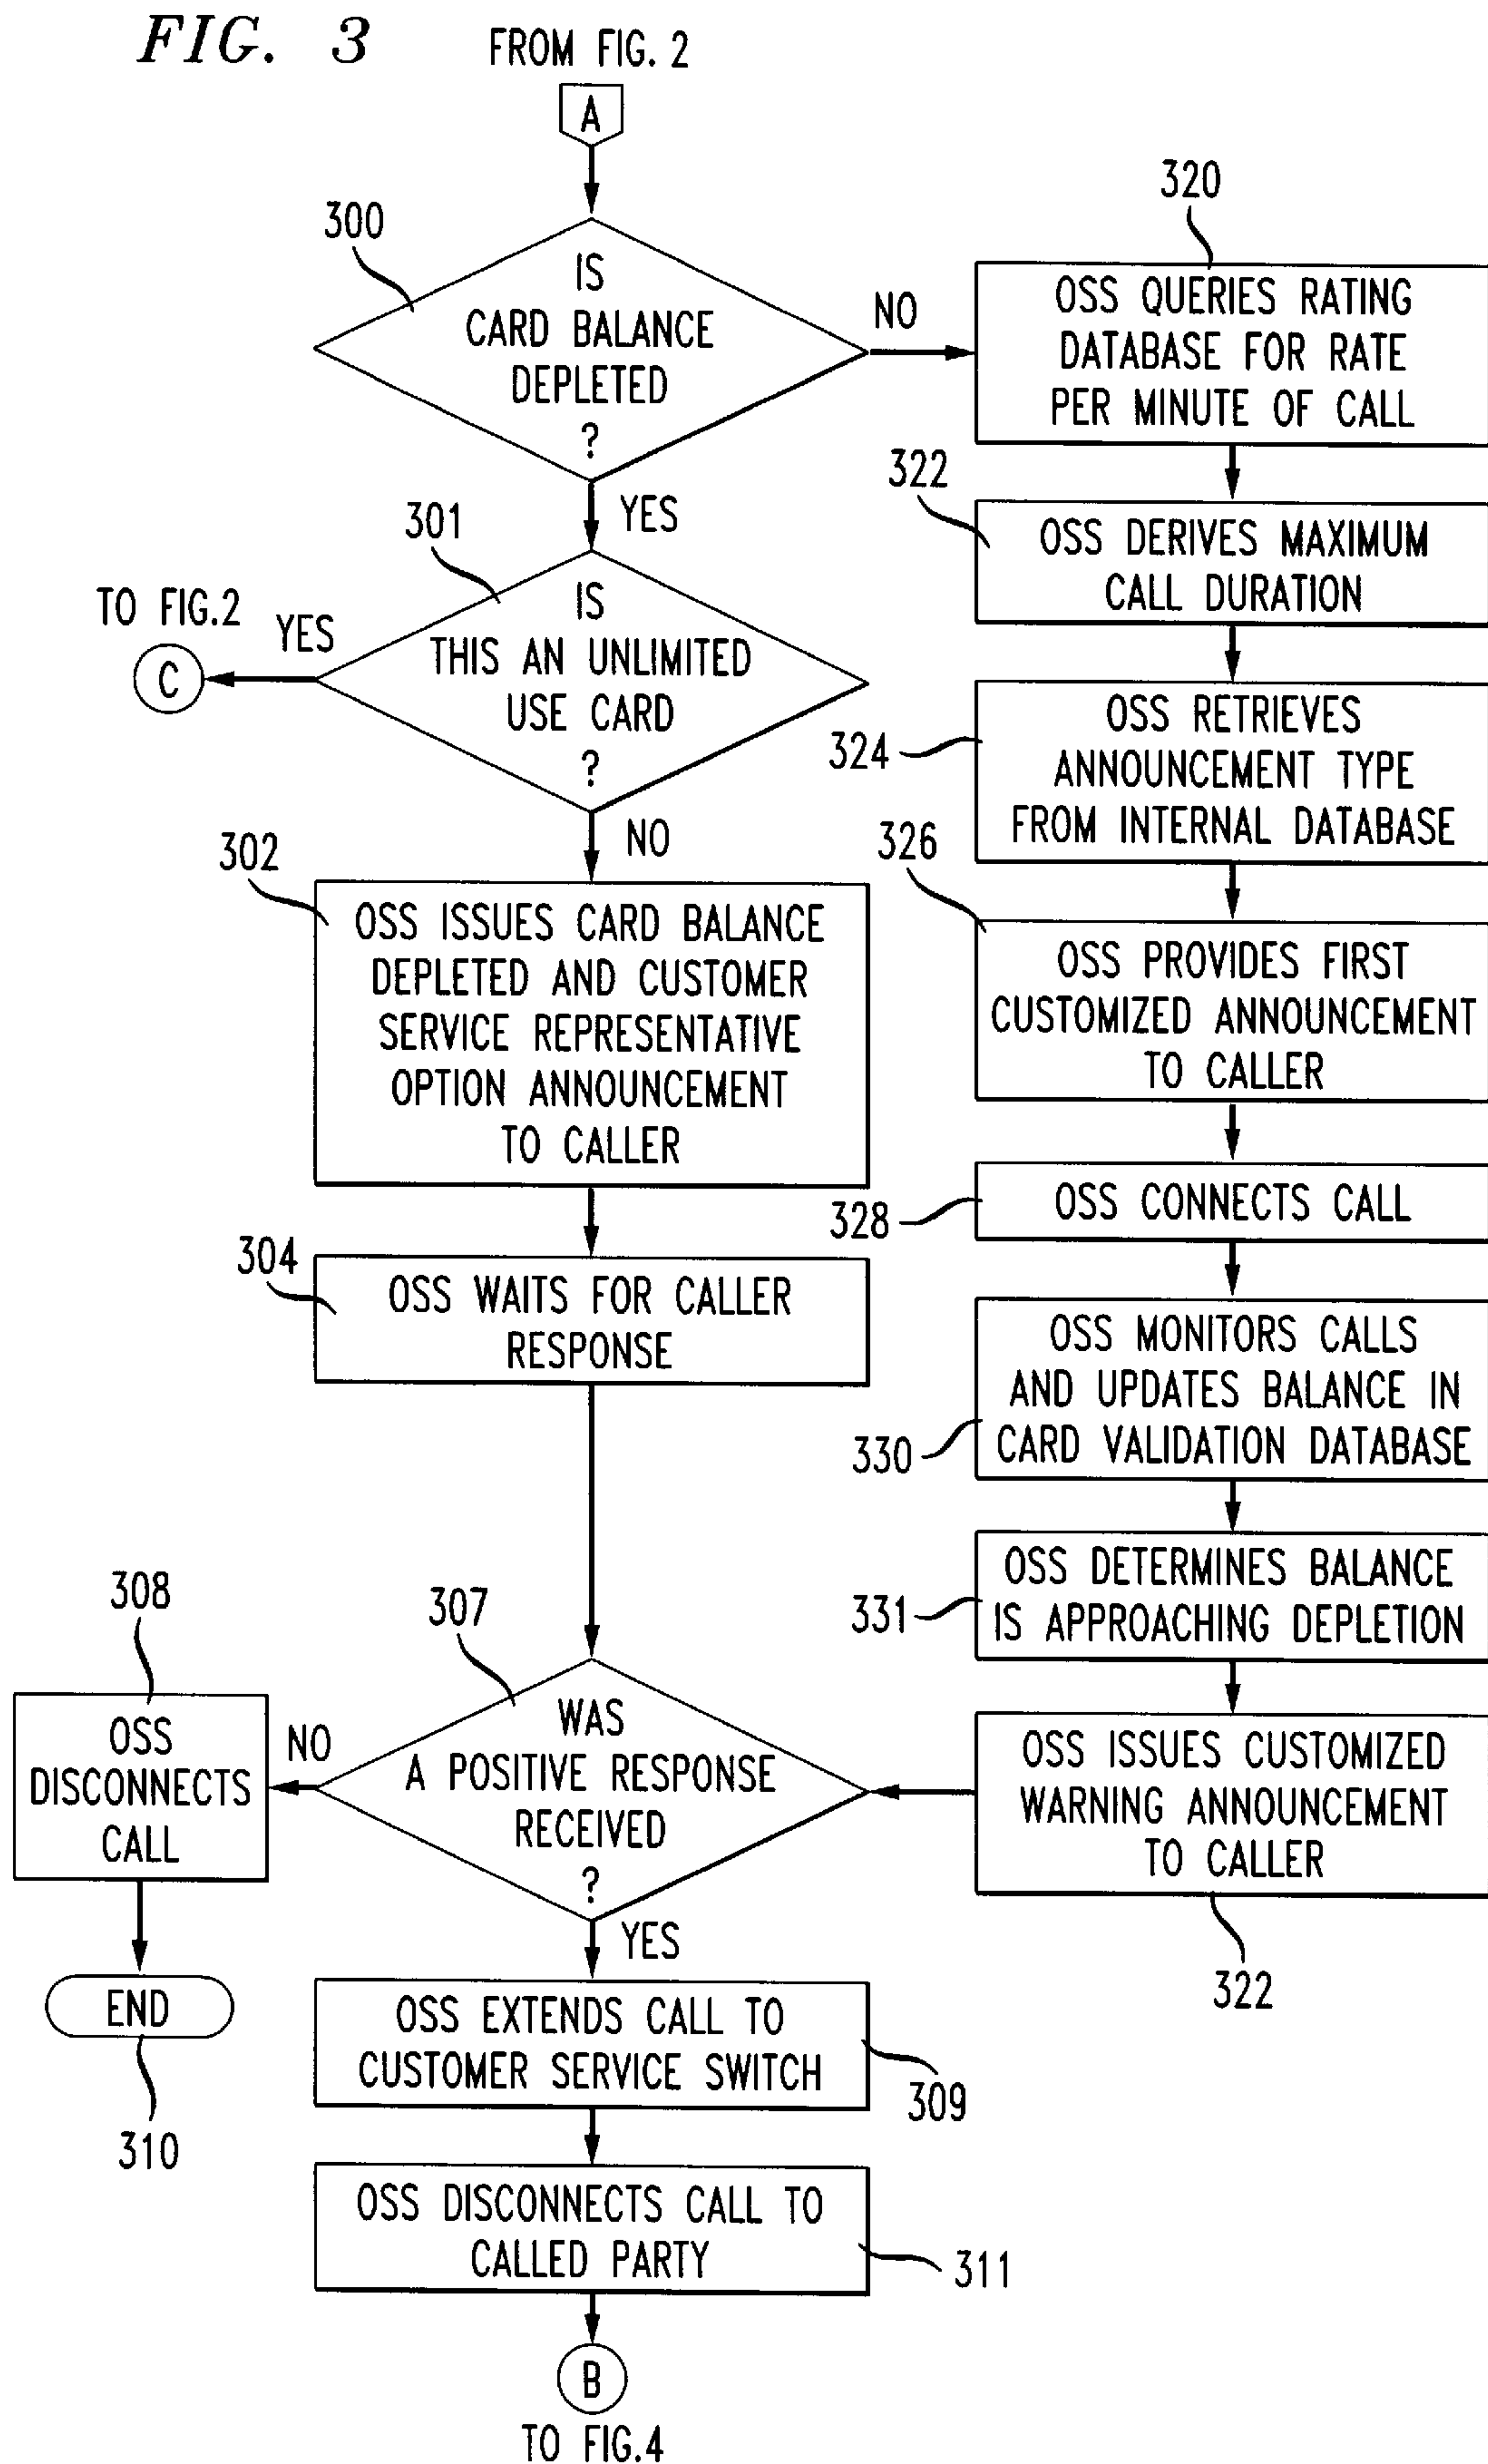 FIG. 3
FROM FIG. 2
A
300
IS
CARD BALANCE
DEPLETED
?
NO
YES
320
OSS QUERIES RATING
DATABASE FOR RATE
PER MINUTE OF CALL
322
OSS DERIVES MAXIMUM
CALL DURATION
301
IS
THIS AN UNLIMITED
USE CARD
?
TO FIG.2
YES
C
NO
324
OSS RETRIEVES
ANNOUNCEMENT TYPE
FROM INTERNAL DATABASE
302
OSS ISSUES CARD BALANCE
DEPLETED AND CUSTOMER
SERVICE REPRESENTATIVE
OPTION ANNOUNCEMENT
TO CALLER
326
OSS PROVIDES FIRST
CUSTOMIZED ANNOUNCEMENT
TO CALLER
328
OSS CONNECTS CALL
304
OSS WAITS FOR CALLER
RESPONSE
330
OSS MONITORS CALLS
AND UPDATES BALANCE IN
CARD VALIDATION DATABASE
331
OSS DETERMINES BALANCE
IS APPROACHING DEPLETION
307
WAS
A POSITIVE RESPONSE
RECEIVED
?
NO
YES
308
OSS
DISCONNECTS
CALL
OSS ISSUES CUSTOMIZED
WARNING ANNOUNCEMENT
TO CALLER
322
END
310
OSS EXTENDS CALL TO
CUSTOMER SERVICE SWITCH
309
OSS DISCONNECTS CALL TO
CALLED PARTY
311
B
TO FIG.4